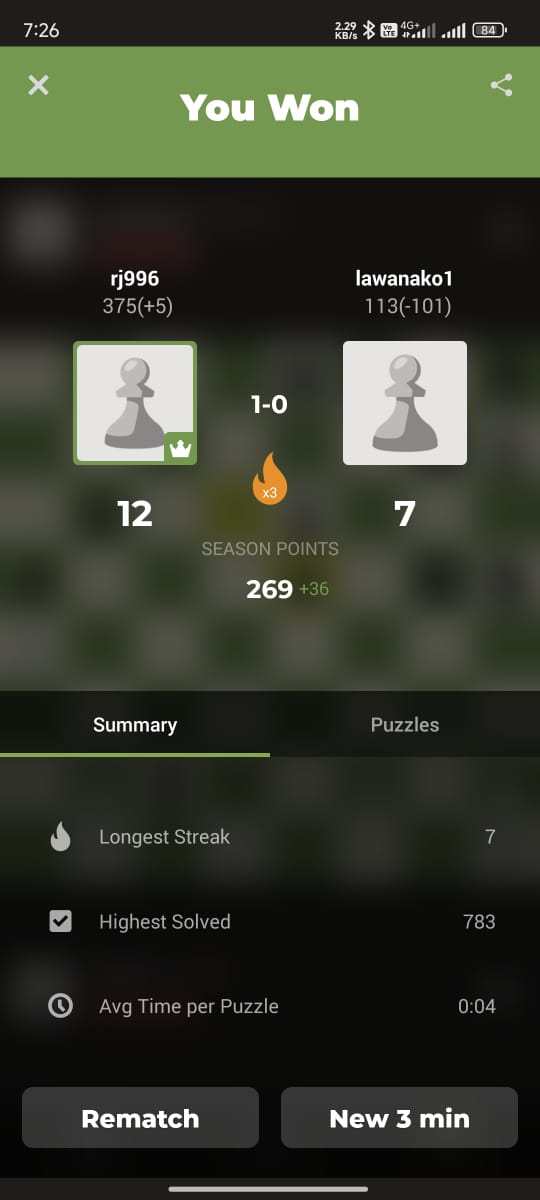 7:26
2.29 KB/s
Vo LTE
4G+
84
You Won
rj996
lawanako1
375(+5)
113(-101)
1-0
x3
12
7
SEASON POINTS
269 +36
Summary
Puzzles
Longest Streak
7
Highest Solved
783
Avg Time per Puzzle
0:04
Rematch
New 3 min